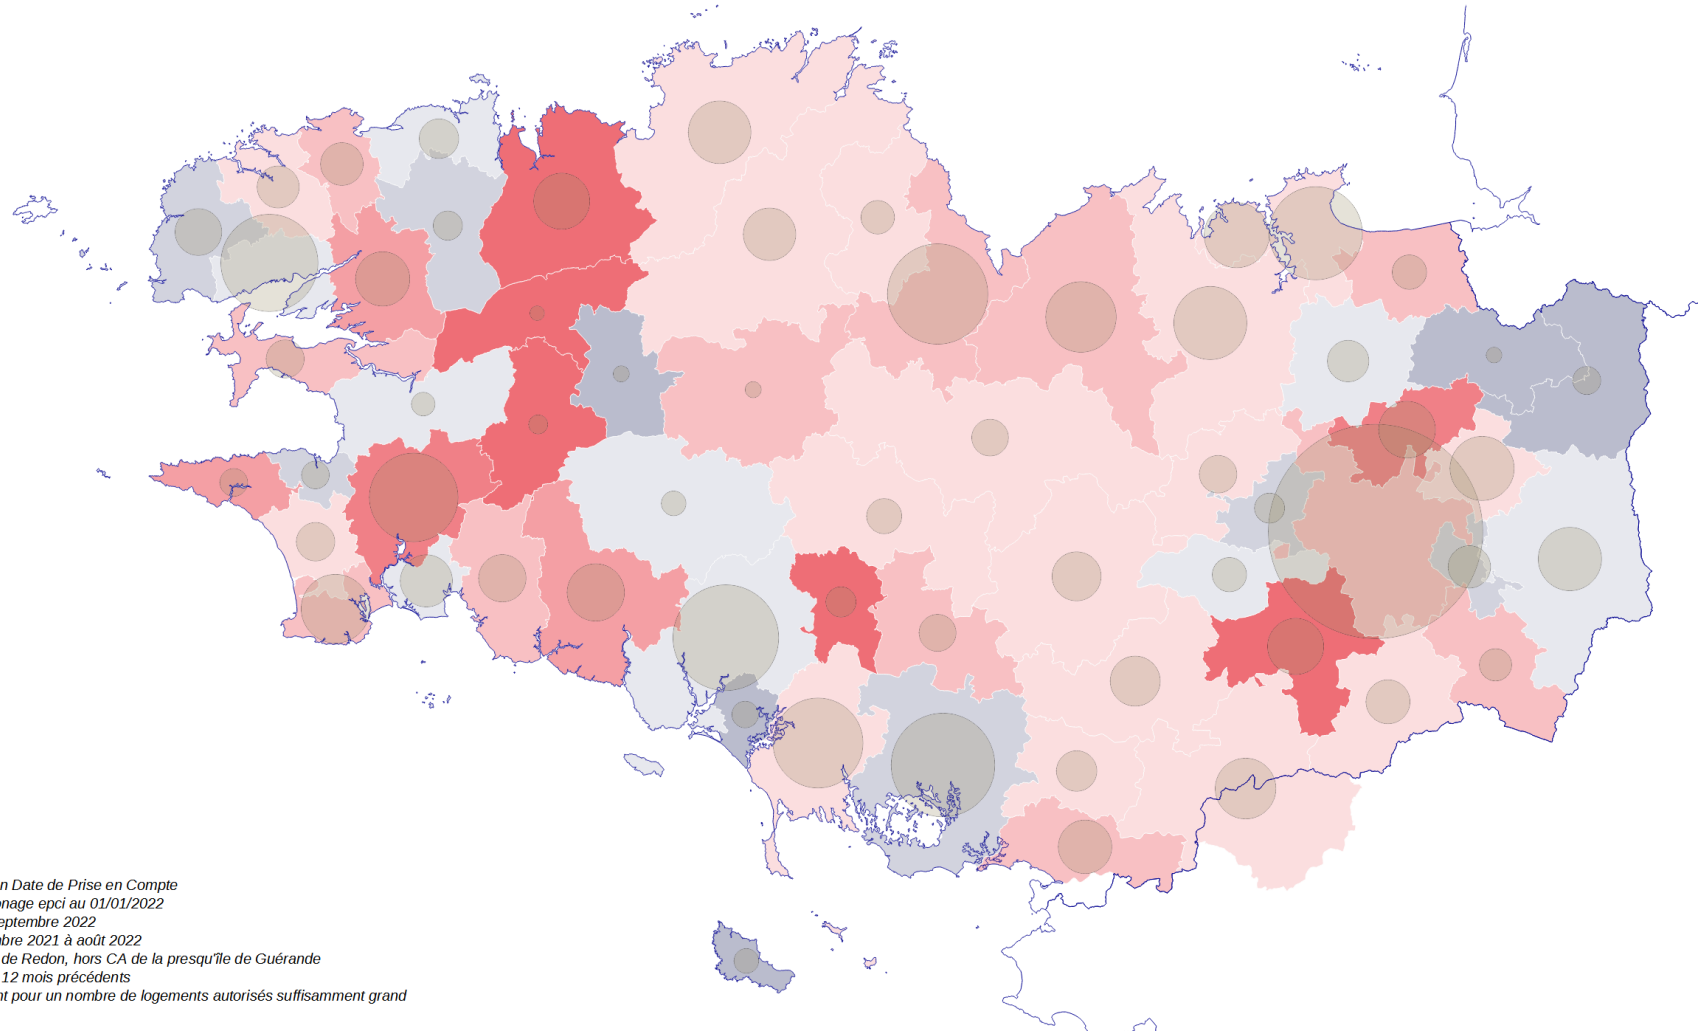 n Date de Prise en Compte
onage epci au 01/01/2022
eptembre 2022
bre 2021 à août 2022
de Redon, hors CA de la presqu'île de Guérande
12 mois précédents
nt pour un nombre de logements autorisés suffisamment grand